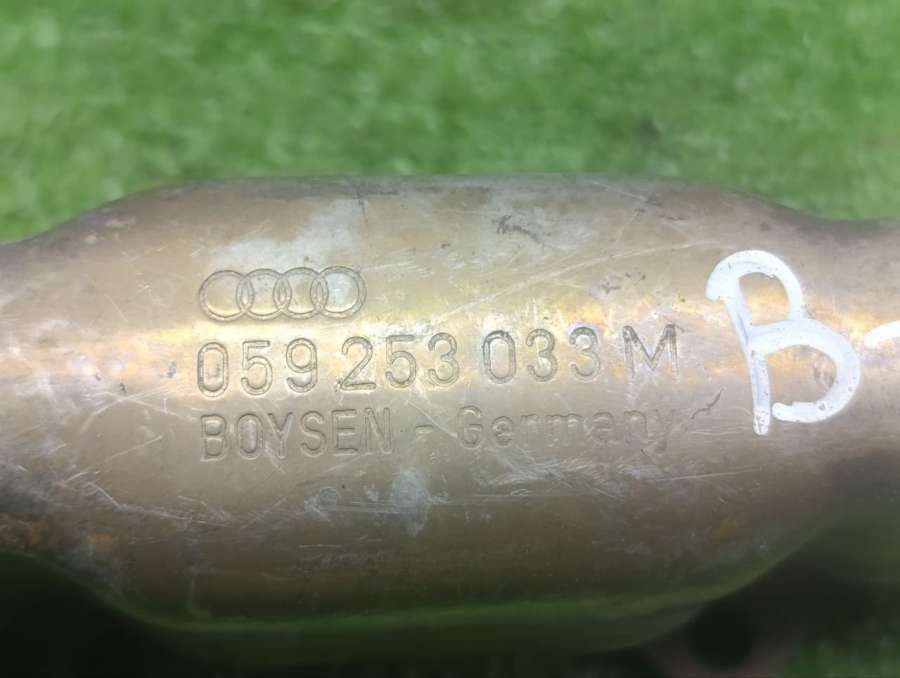 059 253 033 M
BOYSEN - Germany
B